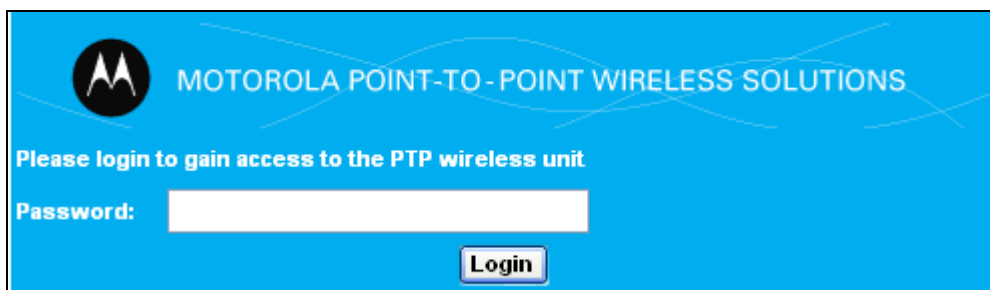 MOTOROLA POINT-TO-POINT WIRELESS SOLUTIONS
Please login to gain access to the PTP wireless unit
Password:
Login